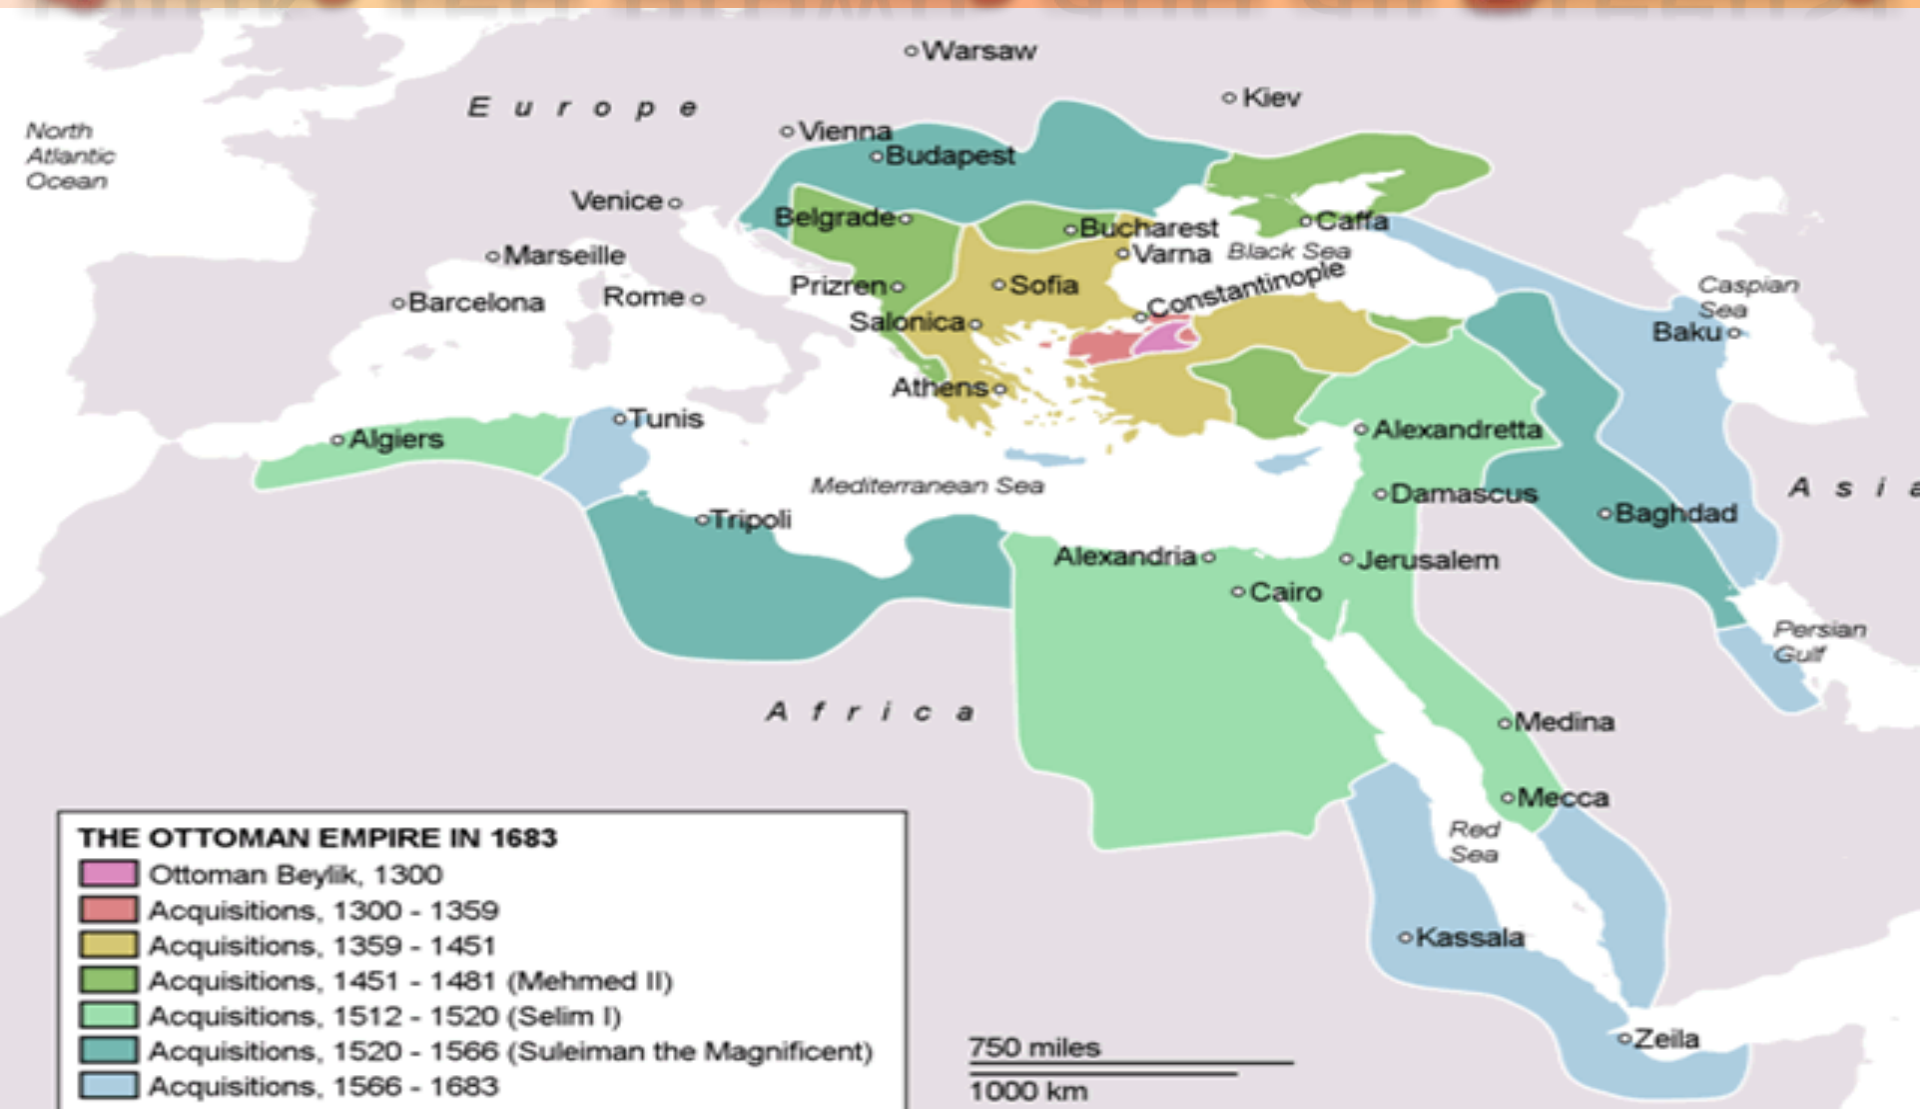 Warsaw
Kiev
Europe
North
Atlantic
Ocean
Vienna
Budapest
Venice
Belgrade
Bucharest
Caffa
Marseille
Varna
Black Sea
Prizren
Sofia
Constantinople
Caspian
Sea
Barcelona
Rome
Salonica
Baku
Athens
Tunis
Algiers
Alexandretta
Mediterranean Sea
Damascus
Asia
Tripoli
Baghdad
Alexandria
Jerusalem
Cairo
Persian
Gulf
Africa
Medina
Mecca
Red
Sea
Kassala
Zeila
THE OTTOMAN EMPIRE IN 1683
Ottoman Beylik, 1300
Acquisitions, 1300 - 1359
Acquisitions, 1359 - 1451
Acquisitions, 1451 - 1481 (Mehmed II)
Acquisitions, 1512 - 1520 (Selim I)
Acquisitions, 1520 - 1566 (Suleiman the Magnificent)
Acquisitions, 1566 - 1683
750 miles
1000 km